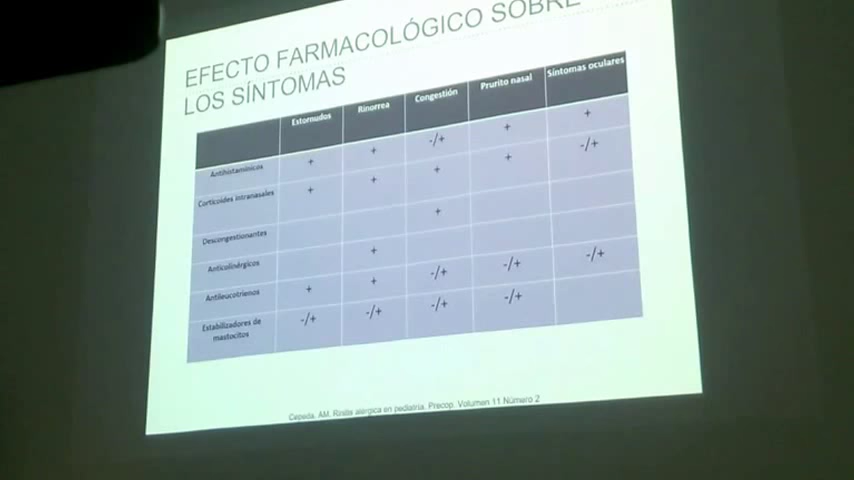 EFECTO FARMACOLÓGICO SOBRE
LOS SÍNTOMAS
Estornudos Rinorrea Congestión Prurito nasal Síntomas oculares
Antihistamínicos + + -/+ + +
Corticoides intranasales + + + + -/+
Descongestionantes +
Anticolinérgicos +
Antileucotrienos + + -/+ -/+ -/+
Estabilizadores de
mastocitos -/+ -/+ -/+ -/+
Cepeda. AM. Rinitis alérgica en pediatría. Precop. Volumen 11 Número 2